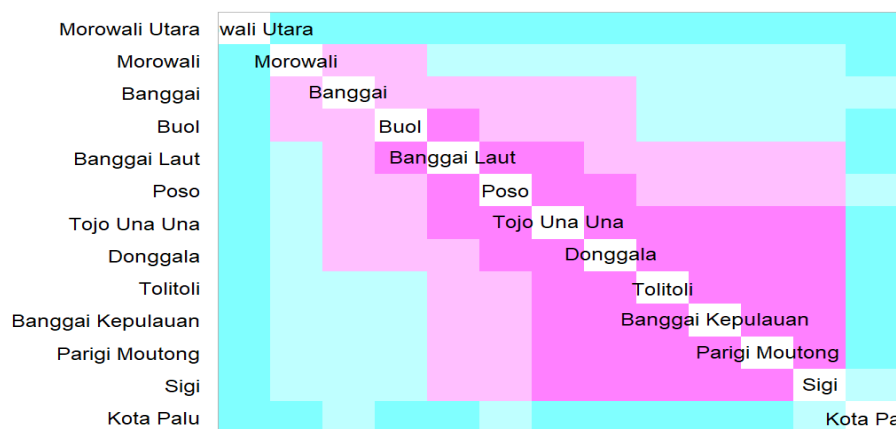 Morowali Utara wali Utara
Morowali Morowali
Banggai Banggai
Buol Buol
Banggai Laut Banggai Laut
Poso Poso
Tojo Una Una Tojo Una Una
Donggala Donggala
Tolitoli Tolitoli
Banggai Kepulauan Banggai Kepulauan
Parigi Moutong Parigi Moutong
Sigi Sigi
Kota Palu Kota Pa